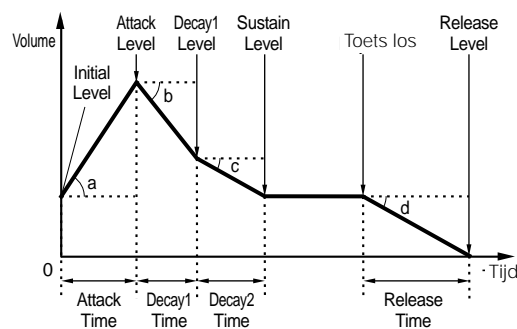 Attack Level
Decay1 Level
Sustain Level
Toets los
Release Level
Volume
Initial Level
b
c
a
d
0
Tijd
Attack Time
Decay1 Time
Decay2 Time
Release Time